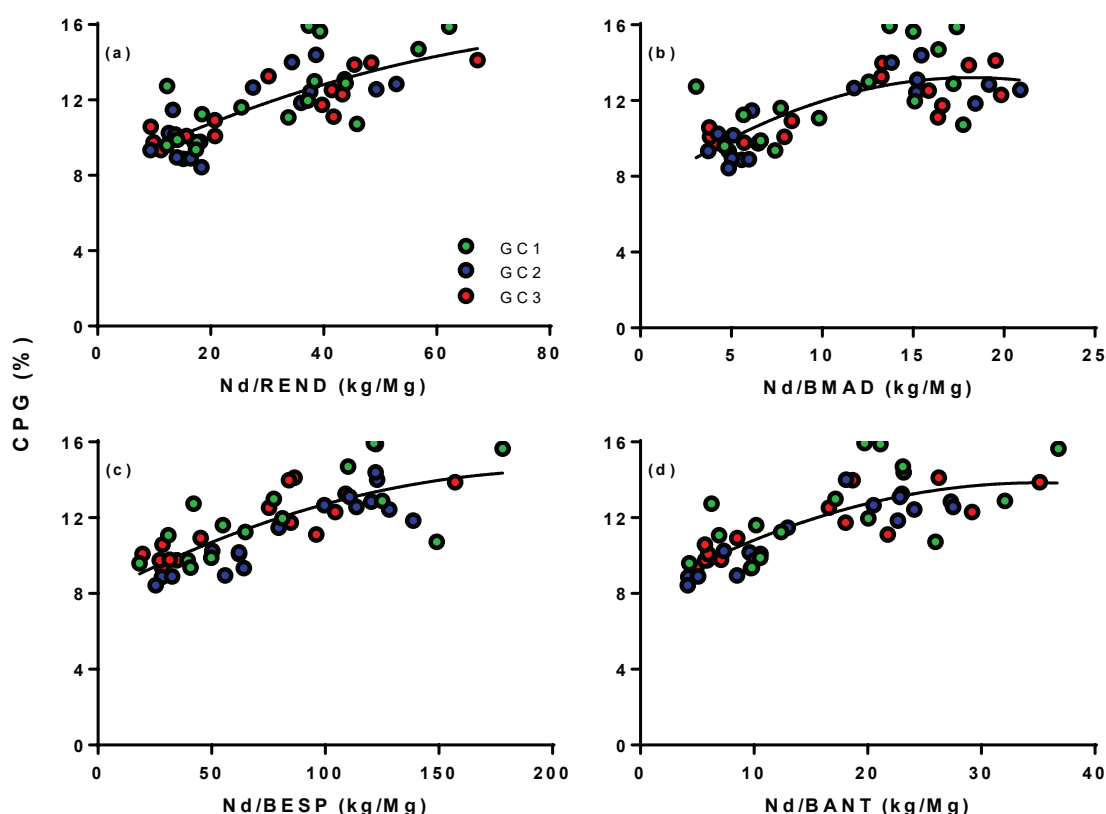 CPG (%)
(a)
16
12
8
4
0
0 20 40 60 80
Nd/REND (kg/Mg)
GC1
GC2
GC3
(b)
16
12
8
4
0
0 5 10 15 20 25
Nd/BMAD (kg/Mg)
(c)
16
12
8
4
0
0 50 100 150 200
Nd/BESP (kg/Mg)
(d)
16
12
8
4
0
0 10 20 30 40
Nd/BANT (kg/Mg)